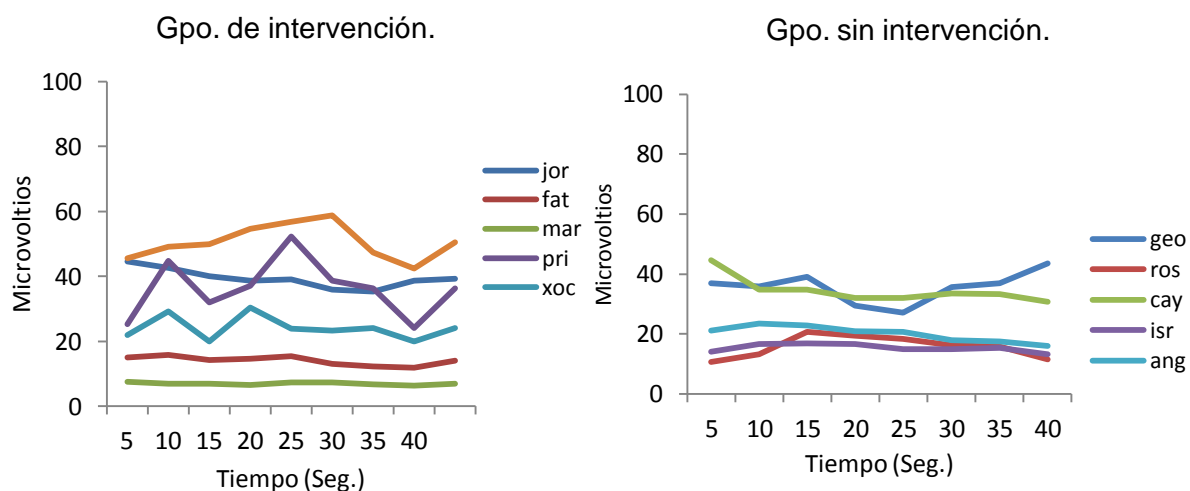 Gpo. de intervención.
100
80
60
40
20
0
Microvoltios
5 10 15 20 25 30 35 40
Tiempo (Seg.)
jor
fat
mar
pri
xoc
Gpo. sin intervención.
100
80
60
40
20
0
Microvoltios
5 10 15 20 25 30 35 40
Tiempo (Seg.)
geo
ros
cay
isr
ang